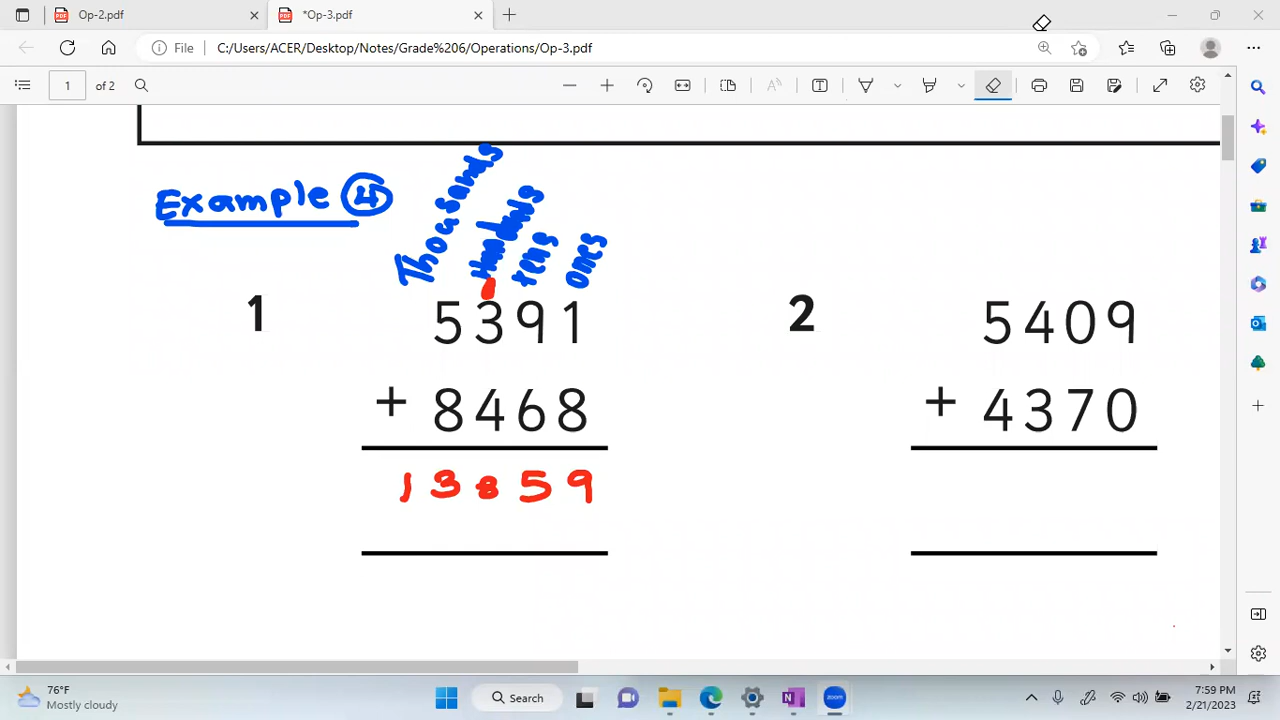 Op-2.pdf
*Op-3.pdf
File C:/Users/ACER/Desktop/Notes/Grade%206/Operations/Op-3.pdf
1 of 2
Example 4
Thousands Hundreds tens ones
1 5391
+ 8468
13859
2 5409
+ 4370
76°F
Mostly cloudy
Search
zoom
7:59 PM
2/21/2023